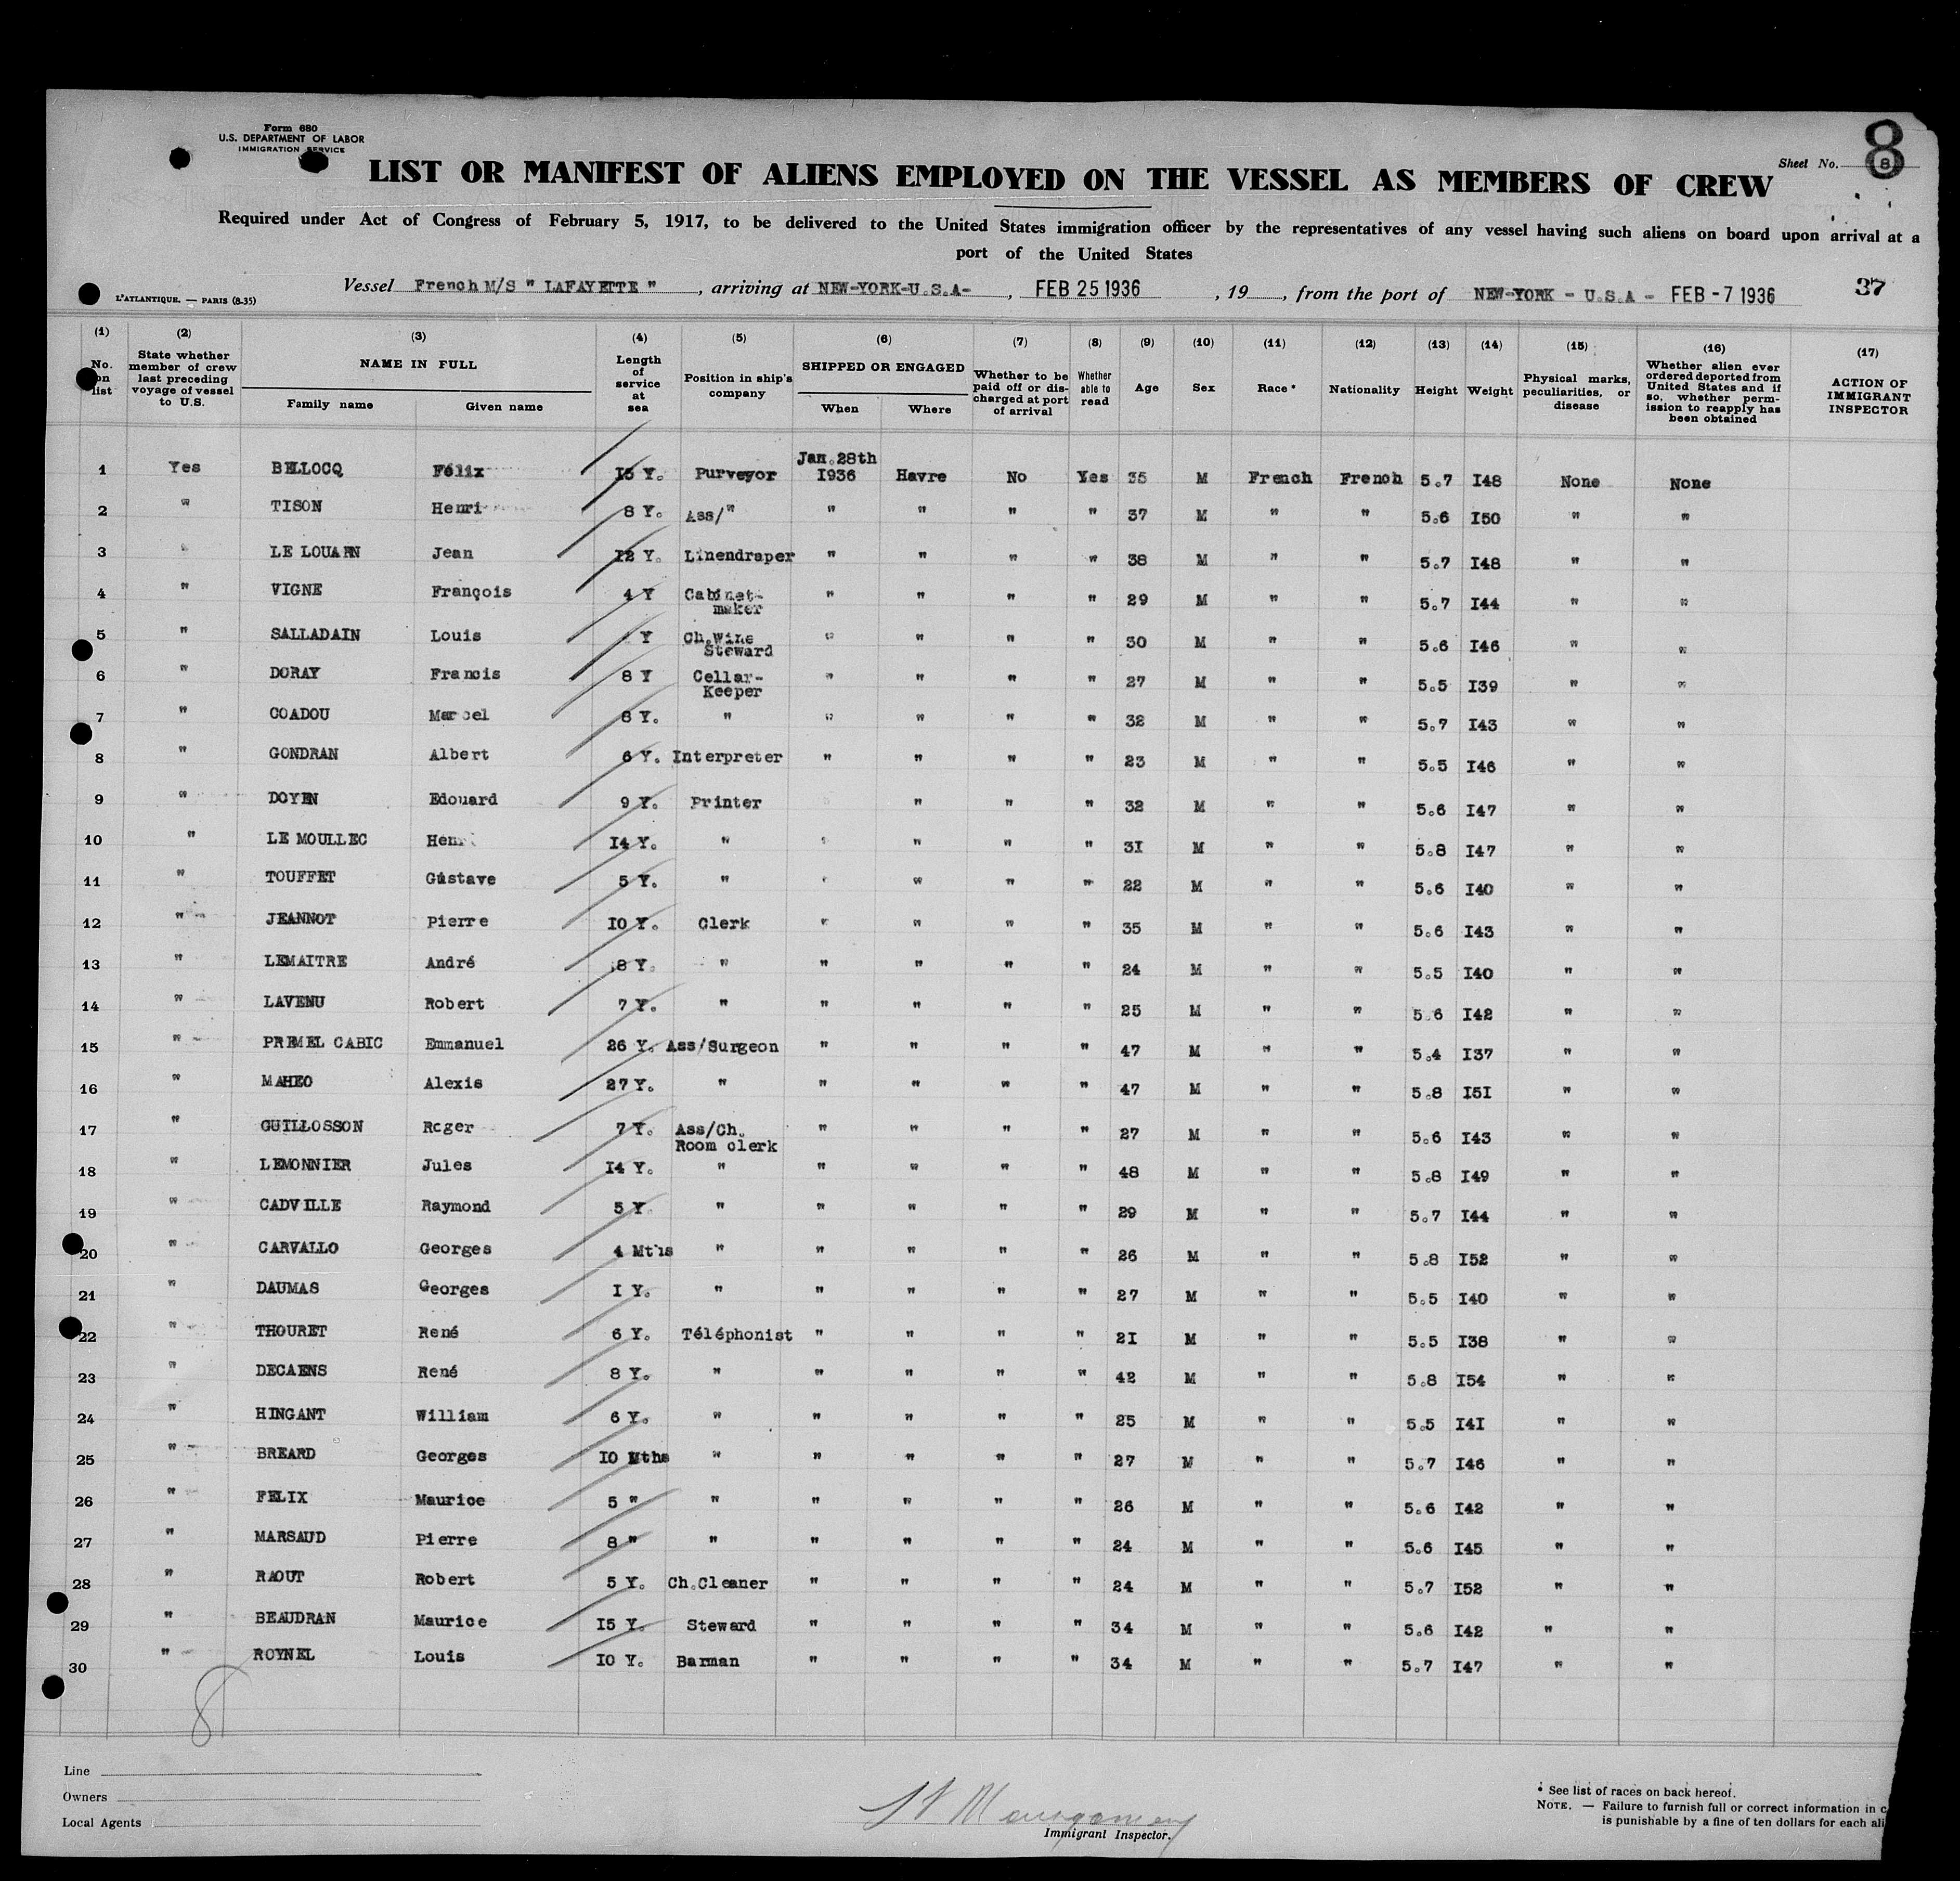 Form 680
U.S. DEPARTMENT OF LABOR
IMMIGRATION SERVICE
8
Sheet No. 8
LIST OR MANIFEST OF ALIENS EMPLOYED ON THE VESSEL AS MEMBERS OF CREW
Required under Act of Congress of February 5, 1917, to be delivered to the United States immigration officer by the representatives of any vessel having such aliens on board upon arrival at a
port of the United States
L'ATLANTIQUE. — PARIS (8-35)
Vessel French M/S " LAFAYETTE " , arriving at NEW-YORK-U.S.A- , FEB 25 1936 , 19 , from the port of NEW-YORK - U.S.A - FEB -7 1936 37
(1) No. on list (2) State whether member of crew last preceding voyage of vessel to U.S. (3) NAME IN FULL Family name Given name (4) Length of service at sea (5) Position in ship's company (6) SHIPPED OR ENGAGED When Where (7) Whether to be paid off or discharged at port of arrival (8) Whether able to read (9) Age (10) Sex (11) Race * (12) Nationality (13) Height (14) Weight (15) Physical marks, peculiarities, or disease (16) Whether alien ever ordered deported from United States and if so, whether permission to reapply has been obtained (17) ACTION OF IMMIGRANT INSPECTOR
1 Yes BELLOCQ Félix 15 Y. Purveyor Jan.28th I936 Havre No Yes 35 M French French 5.7 I48 None None
2 " TISON Henri 8 Y. Ass/" " " " " 37 M " " 5.6 I50 " "
3 " LE LOUARN Jean I2 Y. Linendraper " " " " 38 M " " 5.7 I48 " "
4 " VIGNE François 4 Y Cabinet-maker " " " " 29 M " " 5.7 I44 " "
5 " SALLADAIN Louis Y Ch.Wine Steward " " " " 30 M " " 5.6 I46 " "
6 " DORAY Francis 8 Y Cellar-Keeper " " " " 27 M " " 5.5 I39 " "
7 " COADOU Marcel 8 Y. " " " " " 32 M " " 5.7 I43 " "
8 " GONDRAN Albert 6 Y. Interpreter " " " " 23 M " " 5.5 I46 " "
9 " DOYEN Edouard 9 Y. Printer " " " 32 M " " 5.6 I47 " "
10 " LE MOULLEC Henri I4 Y. " " " " " 3I M " " 5.8 I47 " "
11 " TOUFFET Gustave 5 Y. " " " " " 22 M " " 5.6 I40 " "
12 " JEANNOT Pierre I0 Y. Clerk " " " " 35 M " " 5.6 I43 " "
13 " LEMAITRE André 8 Y. " " " " " 24 M " " 5.5 I40 " "
14 " LAVENU Robert 7 Y. " " " " " 25 M " " 5.6 I42 " "
15 " PREMEL CABIC Emmanuel 26 Y. Ass/Surgeon " " " " 47 M " " 5.4 I37 " "
16 " MAHEO Alexis 27 Y. " " " " " 47 M " " 5.8 I5I " "
17 " GUILLOSSON Roger 7 Y. Ass/Ch. Room clerk " " " " 27 M " " 5.6 I43 " "
18 " LEMONNIER Jules I4 Y. " " " " " 48 M " " 5.8 I49 " "
19 " CADVILLE Raymond 5 Y " " " " " 29 M " " 5.7 I44 " "
20 " CARVALLO Georges 4 Mths " " " " " 26 M " " 5.8 I52 " "
21 " DAUMAS Georges I Y. " " " " " 27 M " " 5.5 I40 " "
22 " THOURET René 6 Y. Téléphonist " " " " 2I M " " 5.5 I38 " "
23 " DECAENS René 8 Y. " " " " " 42 M " " 5.8 I54 " "
24 " HINGANT William 6 Y. " " " " " 25 M " " 5.5 I4I " "
25 " BREARD Georges I0 Mths " " " " " 27 M " " 5.7 I46 " "
26 " FELIX Maurice 5 " " " " " " 26 M " " 5.6 I42 " "
27 " MARSAUD Pierre 8 " " " " " " 24 M " " 5.6 I45 " "
28 " RAOUT Robert 5 Y. Ch.Cleaner " " " " 24 M " " 5.7 I52 " "
29 " BEAUDRAN Maurice I5 Y. Steward " " " " 34 M " " 5.6 I42 " "
30 " ROYNEL Louis I0 Y. Barman " " " " 34 M " " 5.7 I47 " "
8
Line
Owners
Local Agents
Immigrant Inspector.
* See list of races on back hereof.
NOTE. — Failure to furnish full or correct information in
is punishable by a fine of ten dollars for each